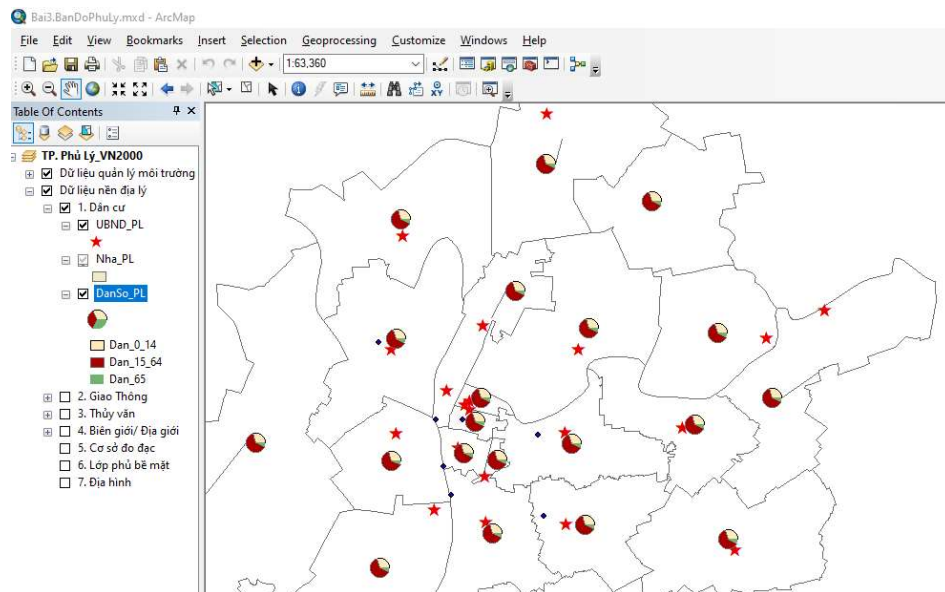 Bai3.BanDoPhuLy.mxd - ArcMap
File Edit View Bookmarks Insert Selection Geoprocessing Customize Windows Help
1:63,360
Table Of Contents
TP. Phủ Lý_VN2000
Dữ liệu quản lý môi trường
Dữ liệu nền địa lý
1. Dân cư
UBND_PL
Nha_PL
DanSo_PL
Dan_0_14
Dan_15_64
Dan_65
2. Giao Thông
3. Thủy văn
4. Biên giới/ Địa giới
5. Cơ sở đo đạc
6. Lớp phủ bề mặt
7. Địa hình